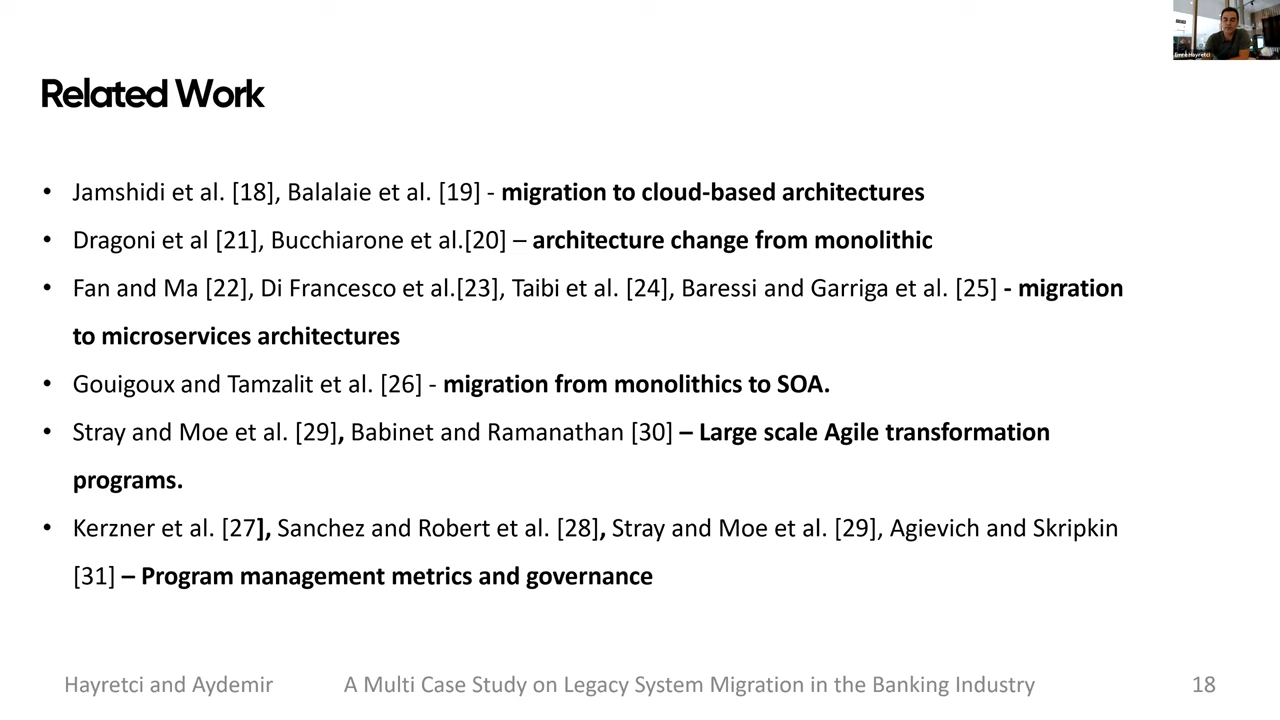 Emre Hayretci
Related Work
• Jamshidi et al. [18], Balalaie et al. [19] - migration to cloud-based architectures
• Dragoni et al [21], Bucchiarone et al.[20] – architecture change from monolithic
• Fan and Ma [22], Di Francesco et al.[23], Taibi et al. [24], Baressi and Garriga et al. [25] - migration
to microservices architectures
• Gouigoux and Tamzalit et al. [26] - migration from monolithics to SOA.
• Stray and Moe et al. [29], Babinet and Ramanathan [30] – Large scale Agile transformation
programs.
• Kerzner et al. [27], Sanchez and Robert et al. [28], Stray and Moe et al. [29], Agievich and Skripkin
[31] – Program management metrics and governance
Hayretci and Aydemir A Multi Case Study on Legacy System Migration in the Banking Industry 18